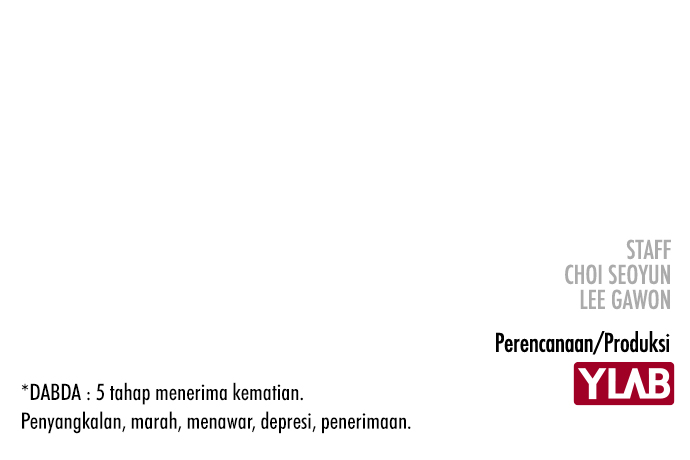 STAFF
CHOI SEOYUN
LEE GAWON
Perencanaan/Produksi
YLAB
*DABDA : 5 tahap menerima kematian.
Penyangkalan, marah, menawar, depresi, penerimaan.